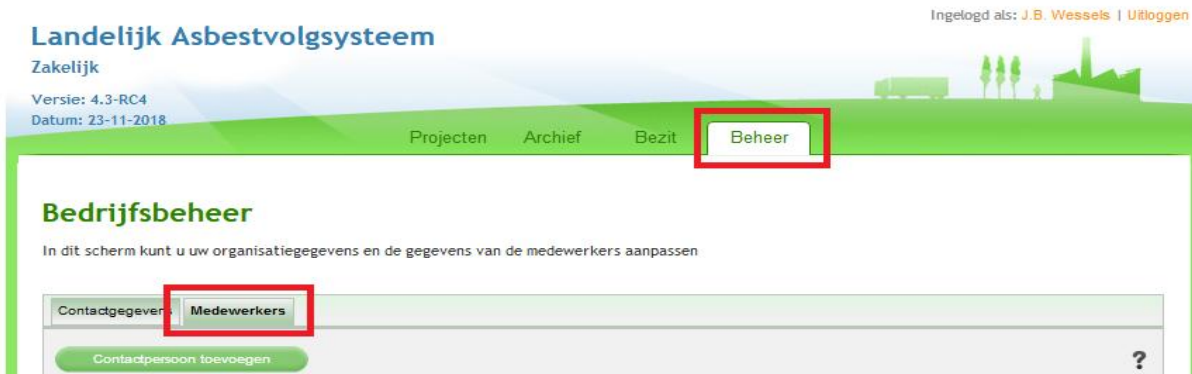 Ingelogd als: J.B. Wessels | Uitloggen
Landelijk Asbestvolgsysteem
Zakelijk
Versie: 4.3-RC4
Datum: 23-11-2018
Projecten Archief Bezit Beheer
Bedrijfsbeheer
In dit scherm kunt u uw organisatiegegevens en de gegevens van de medewerkers aanpassen
Contactgegevens Medewerkers
Contactpersoon toevoegen ?